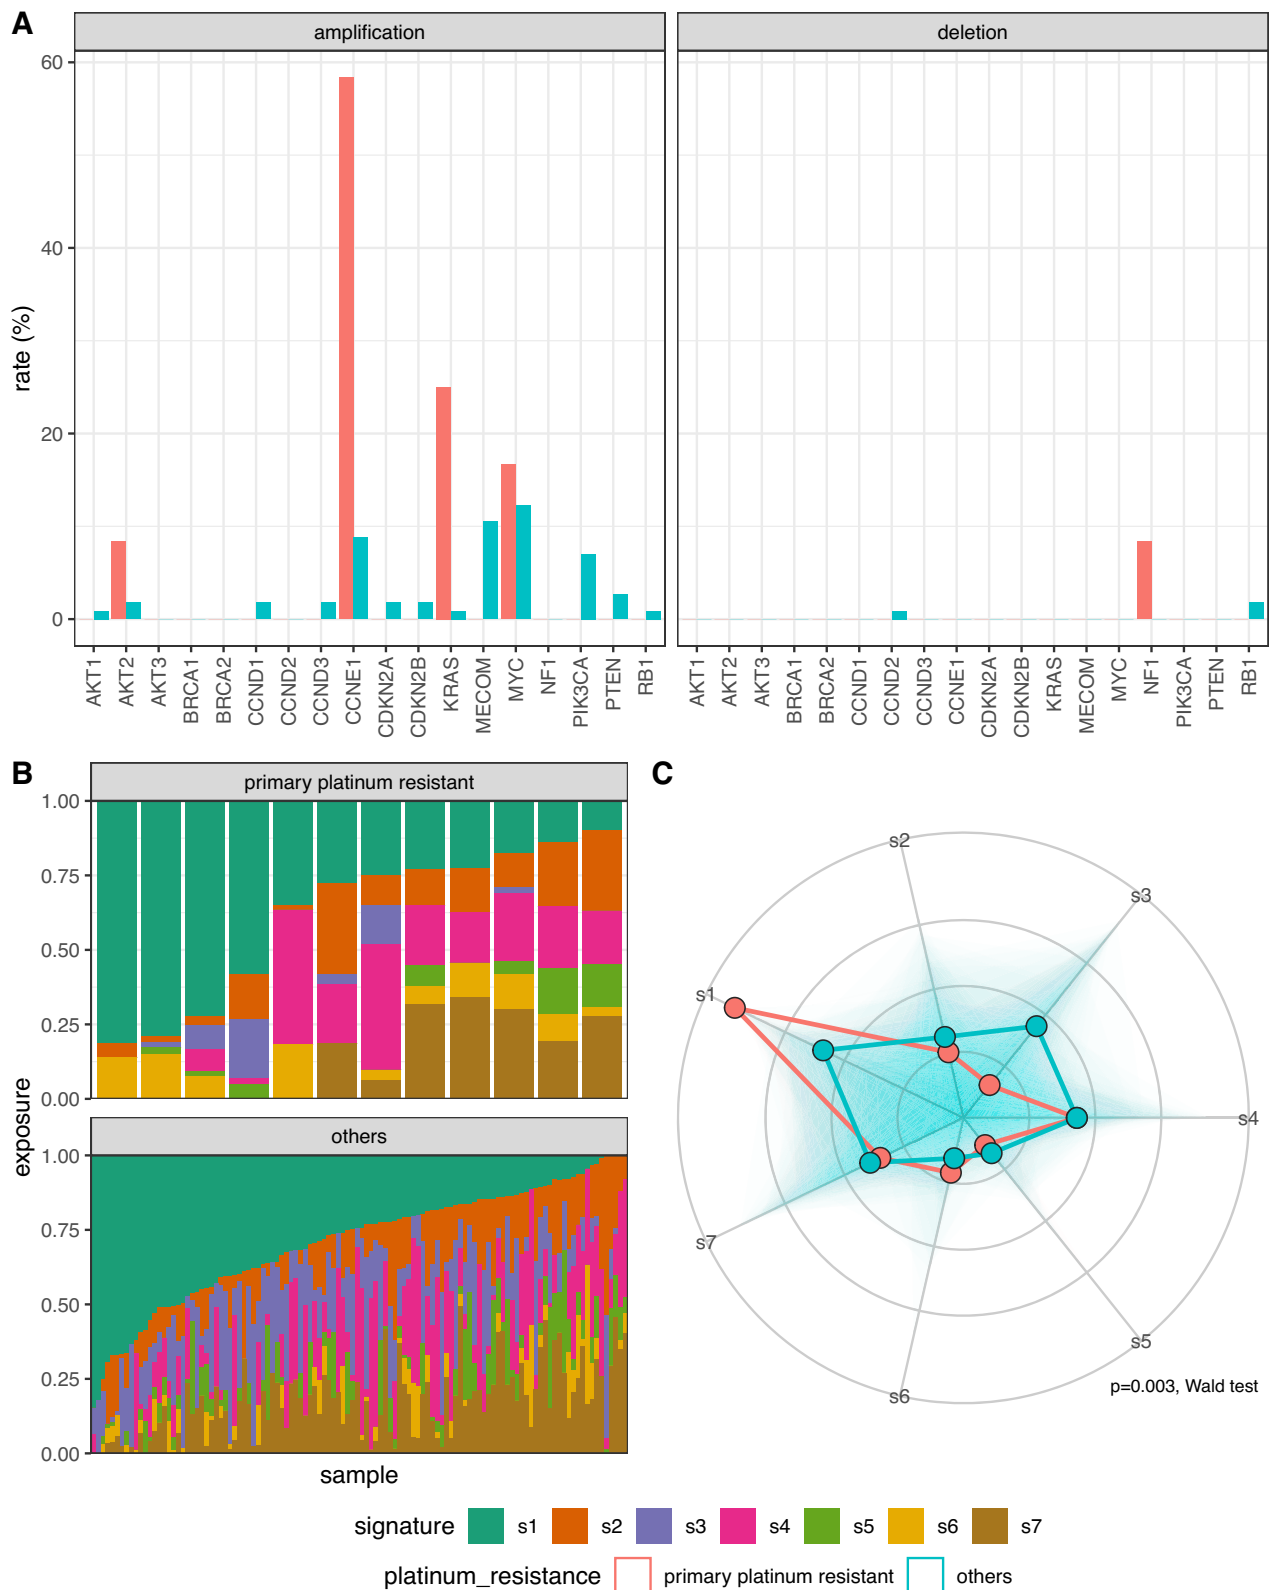 A
amplification
deletion
60
40
20
0
rate (%)
AKT1 AKT2 AKT3 BRCA1 BRCA2 CCND1 CCND2 CCND3 CCNE1 CDKN2A CDKN2B KRAS MECOM MYC NF1 PIK3CA PTEN RB1
AKT1 AKT2 AKT3 BRCA1 BRCA2 CCND1 CCND2 CCND3 CCNE1 CDKN2A CDKN2B KRAS MECOM MYC NF1 PIK3CA PTEN RB1
B
primary platinum resistant
1.00
0.75
0.50
0.25
0.00
others
1.00
0.75
0.50
0.25
0.00
exposure
sample
C
s2
s3
s1
s4
s7
s5
s6
p=0.003, Wald test
signature s1 s2 s3 s4 s5 s6 s7
platinum_resistance primary platinum resistant others